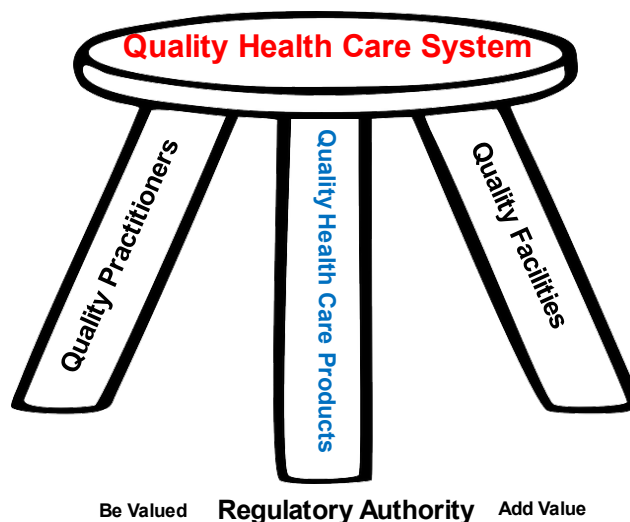 Quality Health Care System
Quality Practitioners
Quality Health Care Products
Quality Facilities
Be Valued Regulatory Authority Add Value